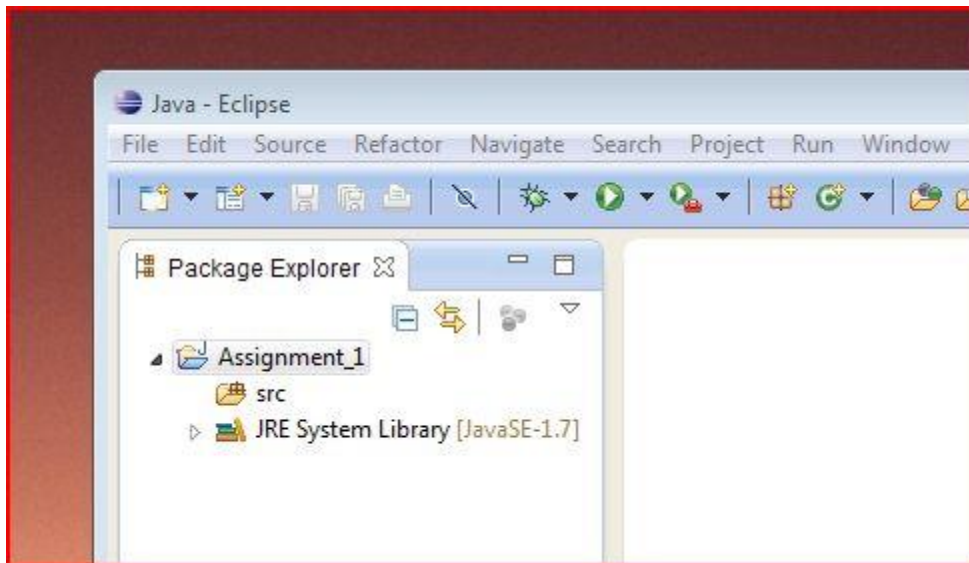 Java - Eclipse
File Edit Source Refactor Navigate Search Project Run Window
Package Explorer
Assignment_1
src
JRE System Library [JavaSE-1.7]